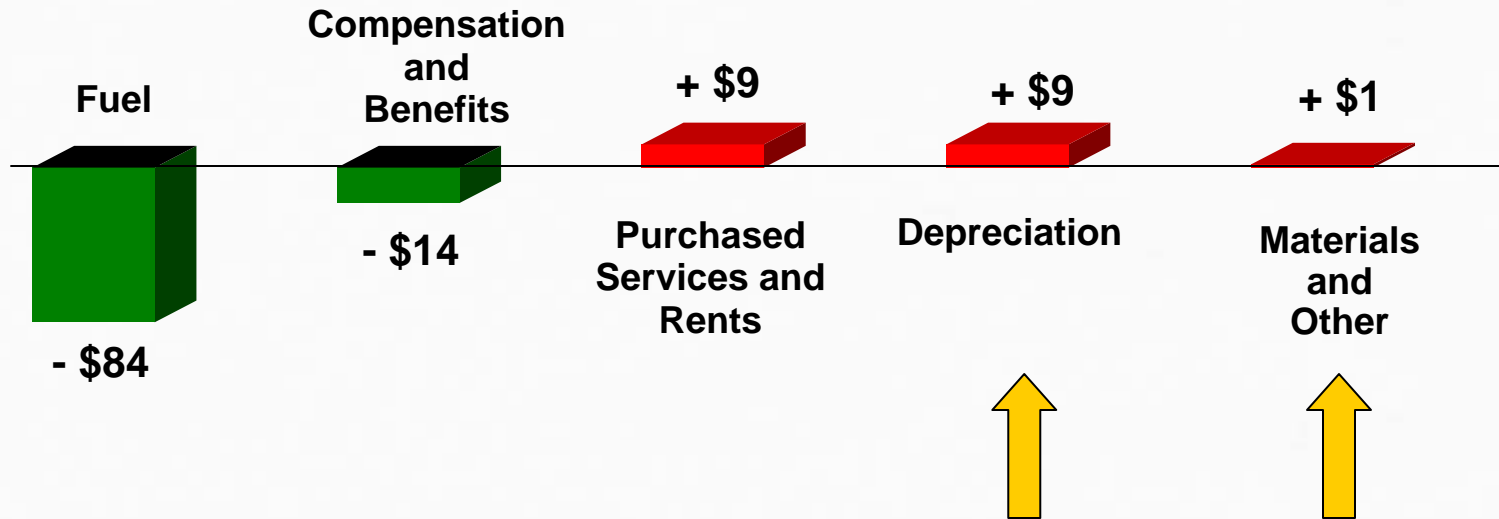 Fuel
- $84
Compensation
and
Benefits
- $14
+ $9
Purchased
Services and
Rents
+ $9
Depreciation
+ $1
Materials
and
Other